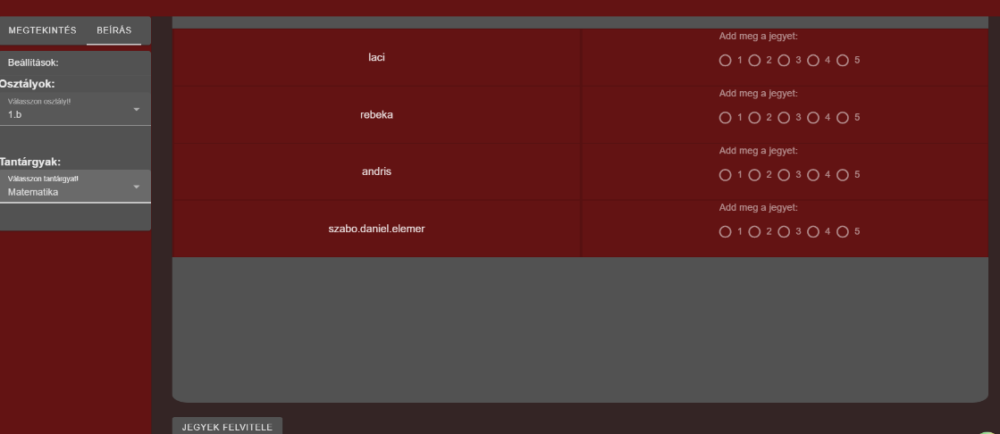 MEGTEKINTÉS BEÍRÁS
Beállítások:
Osztályok:
Válasszon osztályt!
1.b
Tantárgyak:
Válasszon tantárgyat!
Matematika
laci
Add meg a jegyet:
1 2 3 4 5
rebeka
Add meg a jegyet:
1 2 3 4 5
andris
Add meg a jegyet:
1 2 3 4 5
szabo.daniel.elemer
Add meg a jegyet:
1 2 3 4 5
JEGYEK FELVITELE